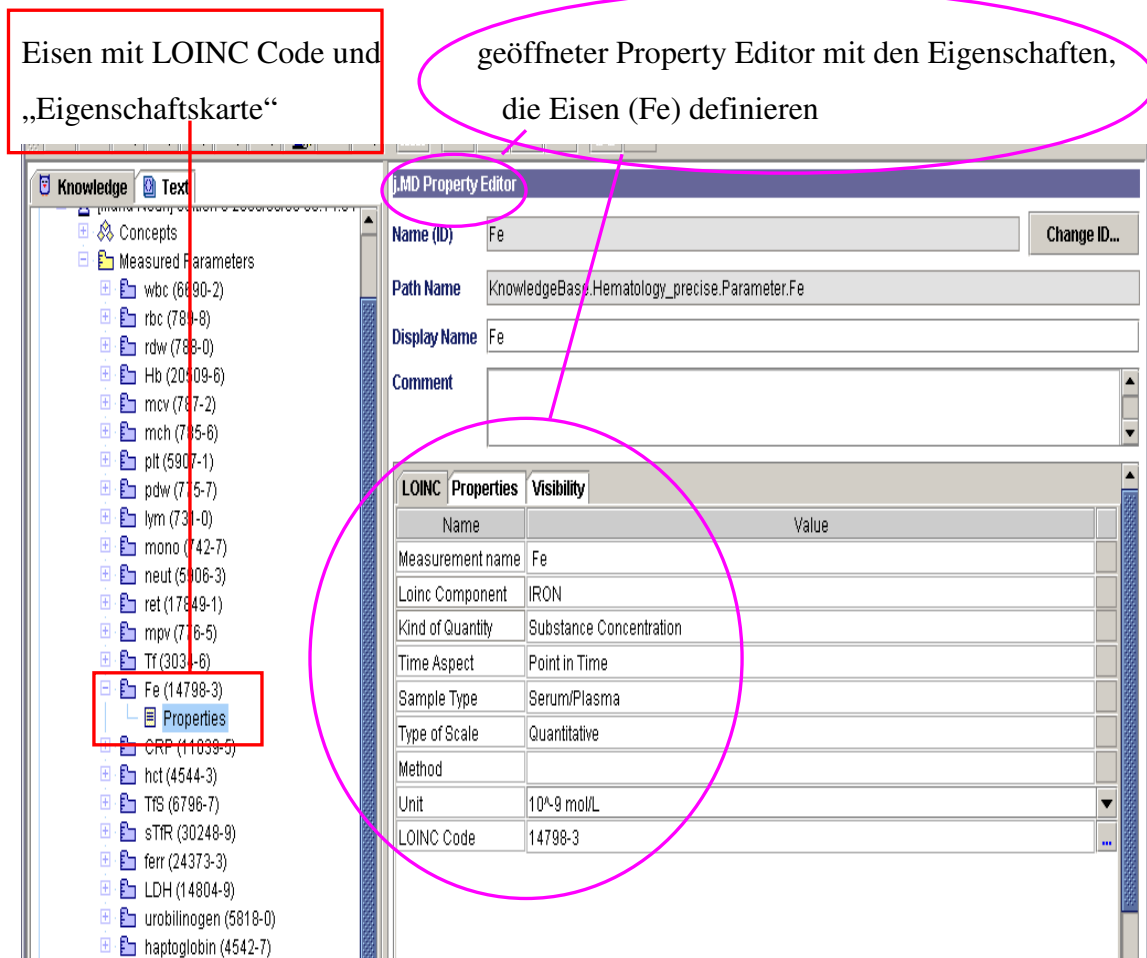 Eisen mit LOINC Code und
„Eigenschaftskarte“
geöffneter Property Editor mit den Eigenschaften,
die Eisen (Fe) definieren
Knowledge Text
Concepts
Measured Parameters
wbc (6690-2)
rbc (789-8)
rdw (788-0)
Hb (20509-6)
mcv (787-2)
mch (785-6)
plt (5907-1)
pdw (775-7)
lym (731-0)
mono (742-7)
neut (5906-3)
ret (17849-1)
mpv (776-5)
Tf (3034-6)
Fe (14798-3)
Properties
CRP (11039-5)
hct (4544-3)
TfS (6796-7)
sTfR (30248-9)
ferr (24373-3)
LDH (14804-9)
urobilinogen (5818-0)
haptoglobin (4542-7)
j.MD Property Editor
Name (ID) Fe Change ID...
Path Name KnowledgeBase.Hematology_precise.Parameter.Fe
Display Name Fe
Comment
LOINC Properties Visibility
Name Value
Measurement name Fe
Loinc Component IRON
Kind of Quantity Substance Concentration
Time Aspect Point in Time
Sample Type Serum/Plasma
Type of Scale Quantitative
Method
Unit 10^-9 mol/L
LOINC Code 14798-3 ...